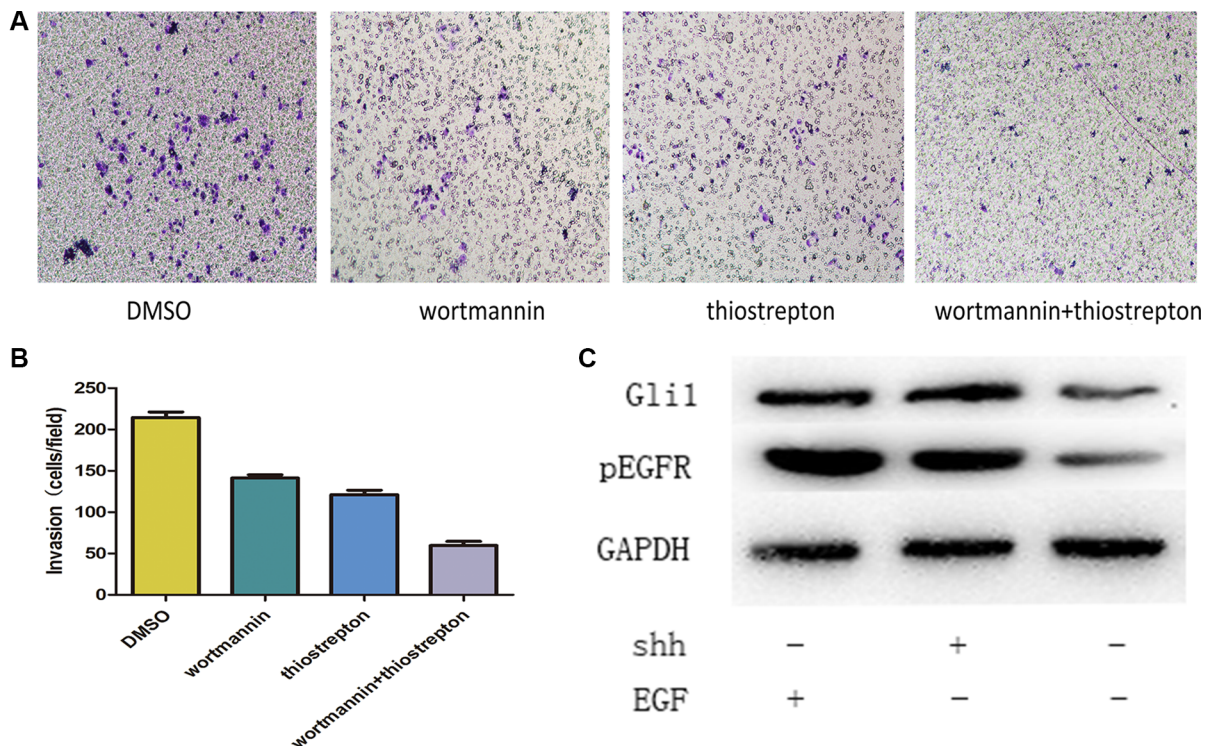 A
DMSO
wortmannin
thiostrepton
wortmannin+thiostrepton
B
Invasion (cells/field)
250
200
150
100
50
0
DMSO
wortmannin
thiostrepton
wortmannin+thiostrepton
C
Gli1
pEGFR
GAPDH
shh - + -
EGF + - -